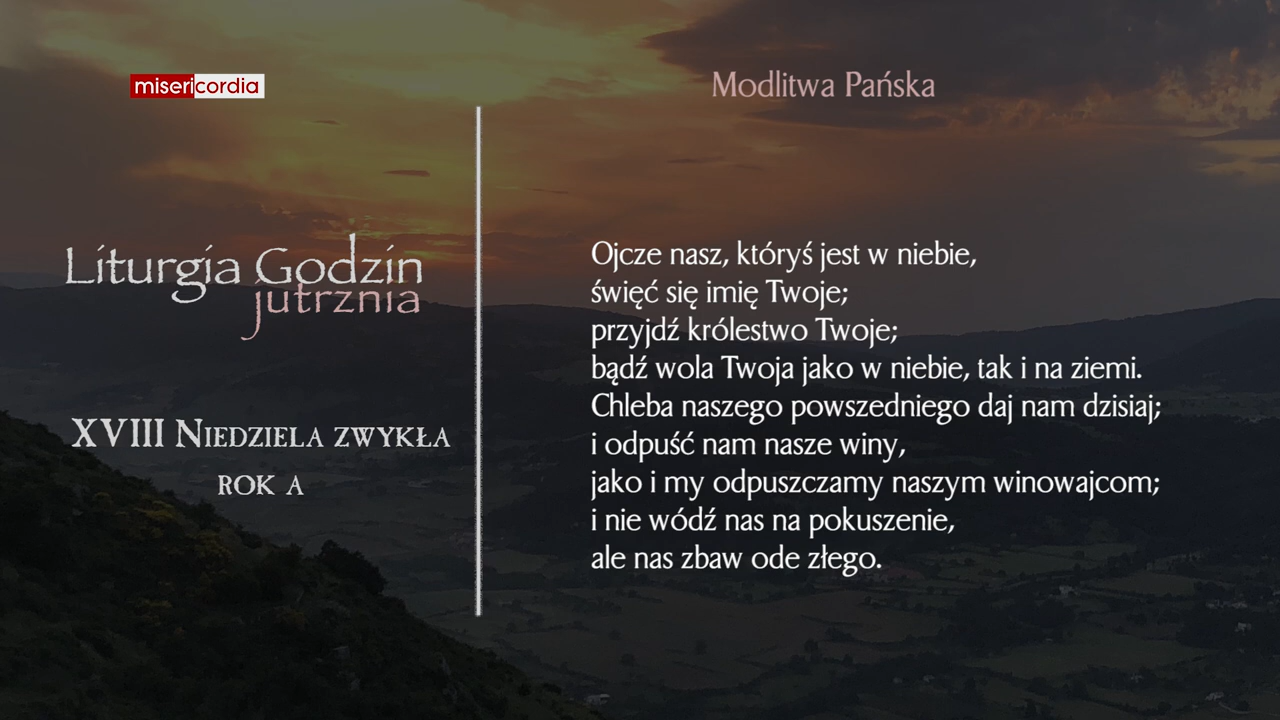 misericordia
Liturgia Godzin
jutrznia
XVIII Niedziela zwykła
rok A
Modlitwa Pańska
Ojcze nasz, któryś jest w niebie,
święć się imię Twoje;
przyjdź królestwo Twoje;
bądź wola Twoja jako w niebie, tak i na ziemi.
Chleba naszego powszedniego daj nam dzisiaj;
i odpuść nam nasze winy,
jako i my odpuszczamy naszym winowajcom;
i nie wódź nas na pokuszenie,
ale nas zbaw ode złego.